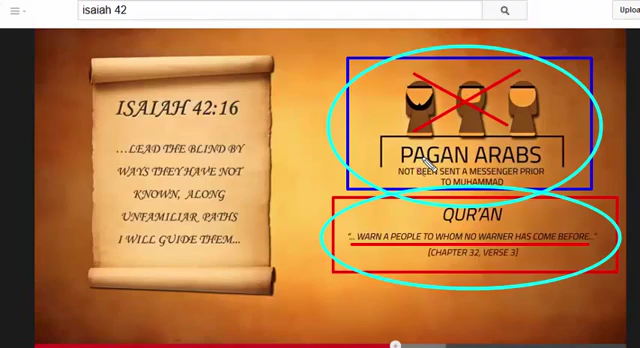 isaiah 42
Uploa
ISAIAH 42:16
...LEAD THE BLIND BY
WAYS THEY HAVE NOT
KNOWN, ALONG
UNFAMILIAR PATHS
I WILL GUIDE THEM...
PAGAN ARABS
NOT BEEN SENT A MESSENGER PRIOR
TO MUHAMMAD
QUR'AN
"... WARN A PEOPLE TO WHOM NO WARNER HAS COME BEFORE..."
[CHAPTER 32, VERSE 3]